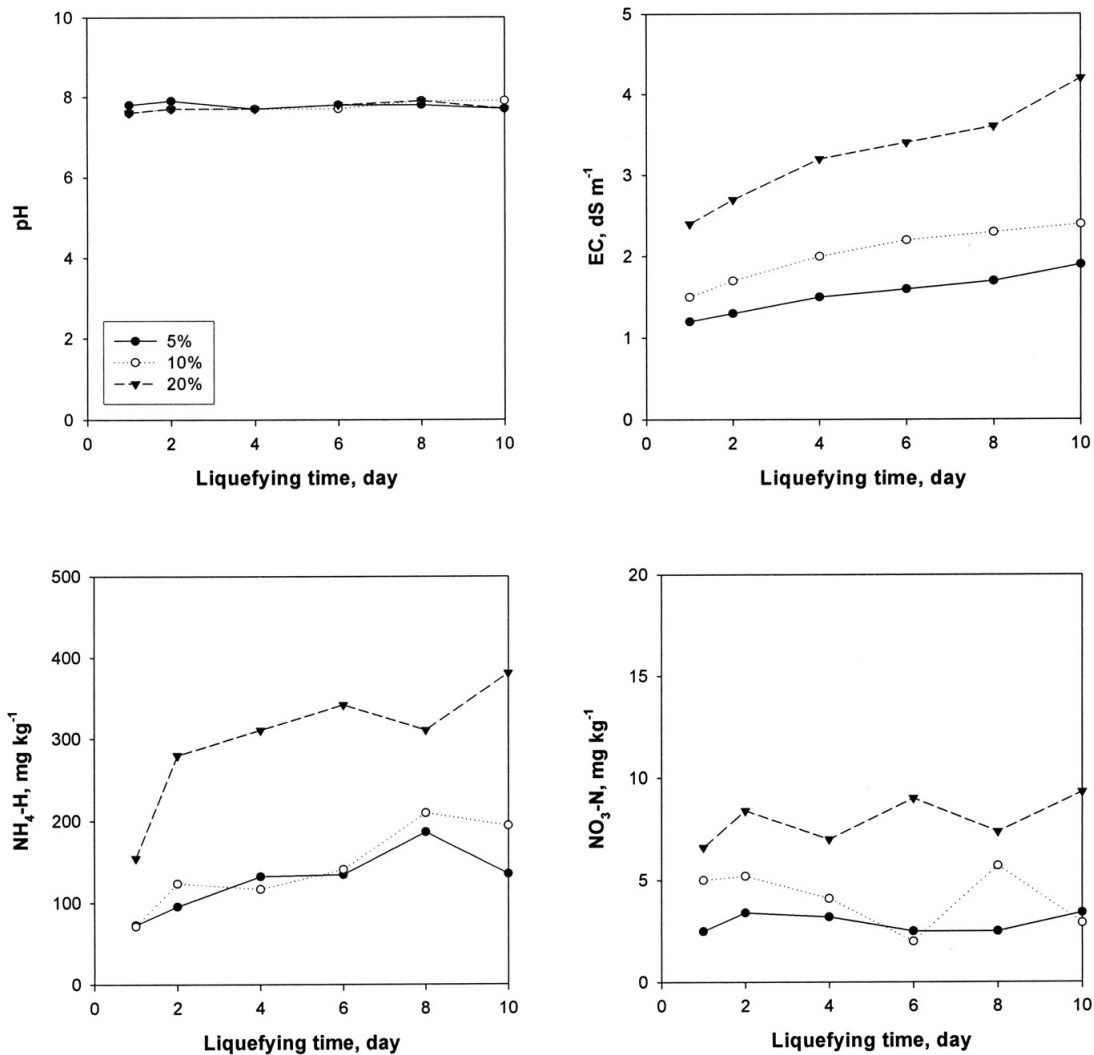 10
8
6
4
2
0
pH
5%
10%
20%
0 2 4 6 8 10
Liquefying time, day
5
4
3
2
1
0
EC, dS m⁻¹
0 2 4 6 8 10
Liquefying time, day
500
400
300
200
100
0
NH₄-H, mg kg⁻¹
0 2 4 6 8 10
Liquefying time, day
20
15
10
5
0
NO₃-N, mg kg⁻¹
0 2 4 6 8 10
Liquefying time, day